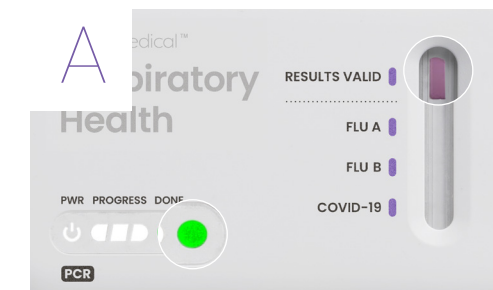 A
edical™
piratory
Health
RESULTS VALID
FLU A
FLU B
COVID-19
PWR PROGRESS DONE
PCR